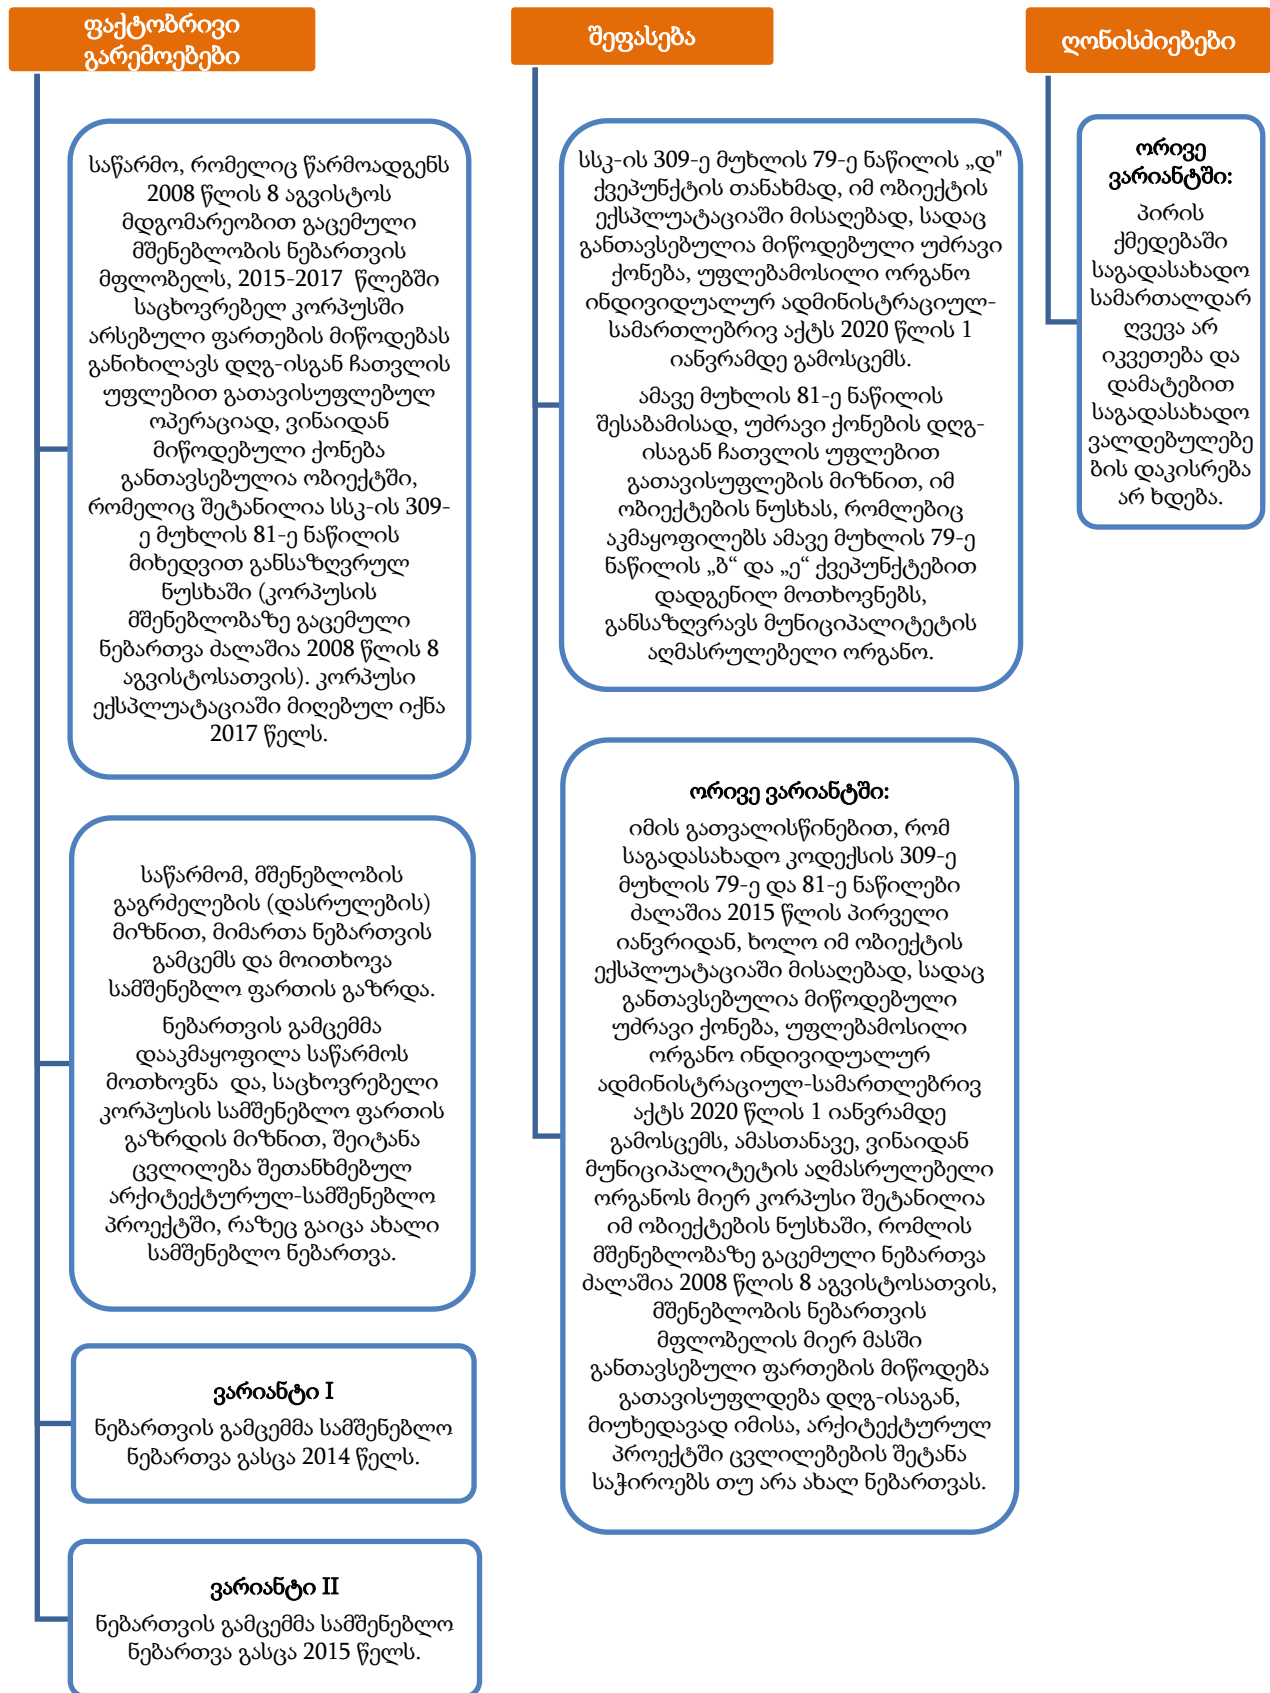 ფაქტობრივი
გარემოებები
საწარმო, რომელიც წარმოადგენს
2008 წლის 8 აგვისტოს
მდგომარეობით გაცემული
მშენებლობის ნებართვის
მფლობელს, 2015-2017 წლებში
საცხოვრებელ კორპუსში
არსებული ფართების მიწოდებას
განიხილავს დღგ-ისგან ჩათვლის
უფლებით გათავისუფლებულ
ოპერაციად, ვინაიდან
მიწოდებული ქონება
განთავსებულია ობიექტში,
რომელიც შეტანილია სსკ-ის 309-
ე მუხლის 81-ე ნაწილის
მიხედვით განსაზღვრულ
ნუსხაში (კორპუსის
მშენებლობაზე გაცემული
ნებართვა ძალაშია 2008 წლის 8
აგვისტოსათვის). კორპუსი
ექსპლუატაციაში მიღებულ იქნა
2017 წელს.
საწარმომ, მშენებლობის
გაგრძელების (დასრულების)
მიზნით, მიმართა ნებართვის
გამცემს და მოითხოვა
სამშენებლო ფართის გაზრდა.
ნებართვის გამცემმა
დააკმაყოფილა საწარმოს
მოთხოვნა და, საცხოვრებელი
კორპუსის სამშენებლო ფართის
გაზრდის მიზნით, შეიტანა
ცვლილება შეთანხმებულ
არქიტექტურულ-სამშენებლო
პროექტში, რაზეც გაიცა ახალი
სამშენებლო ნებართვა.
ვარიანტი I
ნებართვის გამცემმა სამშენებლო
ნებართვა გასცა 2014 წელს.
ვარიანტი II
ნებართვის გამცემმა სამშენებლო
ნებართვა გასცა 2015 წელს.
შეფასება
სსკ-ის 309-ე მუხლის 79-ე ნაწილის „დ"
ქვეპუნქტის თანახმად, იმ ობიექტის
ექსპლუატაციაში მისაღებად, სადაც
განთავსებულია მიწოდებული უძრავი
ქონება, უფლებამოსილი ორგანო
ინდივიდუალურ ადმინისტრაციულ-
სამართლებრივ აქტს 2020 წლის 1
იანვრამდე გამოსცემს.
ამავე მუხლის 81-ე ნაწილის
შესაბამისად, უძრავი ქონების დღგ-
ისაგან ჩათვლის უფლებით
გათავისუფლების მიზნით, იმ
ობიექტების ნუსხას, რომლებიც
აკმაყოფილებს ამავე მუხლის 79-ე
ნაწილის „ბ“ და „ე“ ქვეპუნქტებით
დადგენილ მოთხოვნებს,
განსაზღვრავს მუნიციპალიტეტის
აღმასრულებელი ორგანო.
ორივე ვარიანტში:
იმის გათვალისწინებით, რომ
საგადასახადო კოდექსის 309-ე
მუხლის 79-ე და 81-ე ნაწილები
ძალაშია 2015 წლის პირველი
იანვრიდან, ხოლო იმ ობიექტის
ექსპლუატაციაში მისაღებად, სადაც
განთავსებულია მიწოდებული
უძრავი ქონება, უფლებამოსილი
ორგანო ინდივიდუალურ
ადმინისტრაციულ-სამართლებრივ
აქტს 2020 წლის 1 იანვრამდე
გამოსცემს, ამასთანავე, ვინაიდან
მუნიციპალიტეტის აღმასრულებელი
ორგანოს მიერ კორპუსი შეტანილია
იმ ობიექტების ნუსხაში, რომლის
მშენებლობაზე გაცემული ნებართვა
ძალაშია 2008 წლის 8 აგვისტოსათვის,
მშენებლობის ნებართვის
მფლობელის მიერ მასში
განთავსებული ფართების მიწოდება
გათავისუფლდება დღგ-ისაგან,
მიუხედავად იმისა, არქიტექტურულ
პროექტში ცვლილებების შეტანა
საჭიროებს თუ არა ახალ ნებართვას.
ღონისძიებები
ორივე
ვარიანტში:
პირის
ქმედებაში
საგადასახადო
სამართალდარ
ღვევა არ
იკვეთება და
დამატებით
საგადასახადო
ვალდებულებე
ბის დაკისრება
არ ხდება.